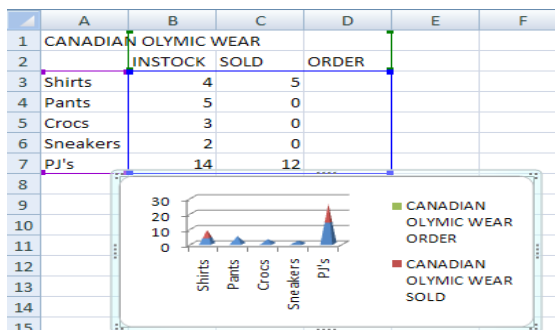 A B C D E F
1 CANADIAN OLYMIC WEAR
2 INSTOCK SOLD ORDER
3 Shirts 4 5
4 Pants 5 0
5 Crocs 3 0
6 Sneakers 2 0
7 PJ's 14 12
8
9
10
11
12
13
14
15
30
20
10
0
Shirts
Pants
Crocs
Sneakers
PJ's
CANADIAN
OLYMIC WEAR
ORDER
CANADIAN
OLYMIC WEAR
SOLD